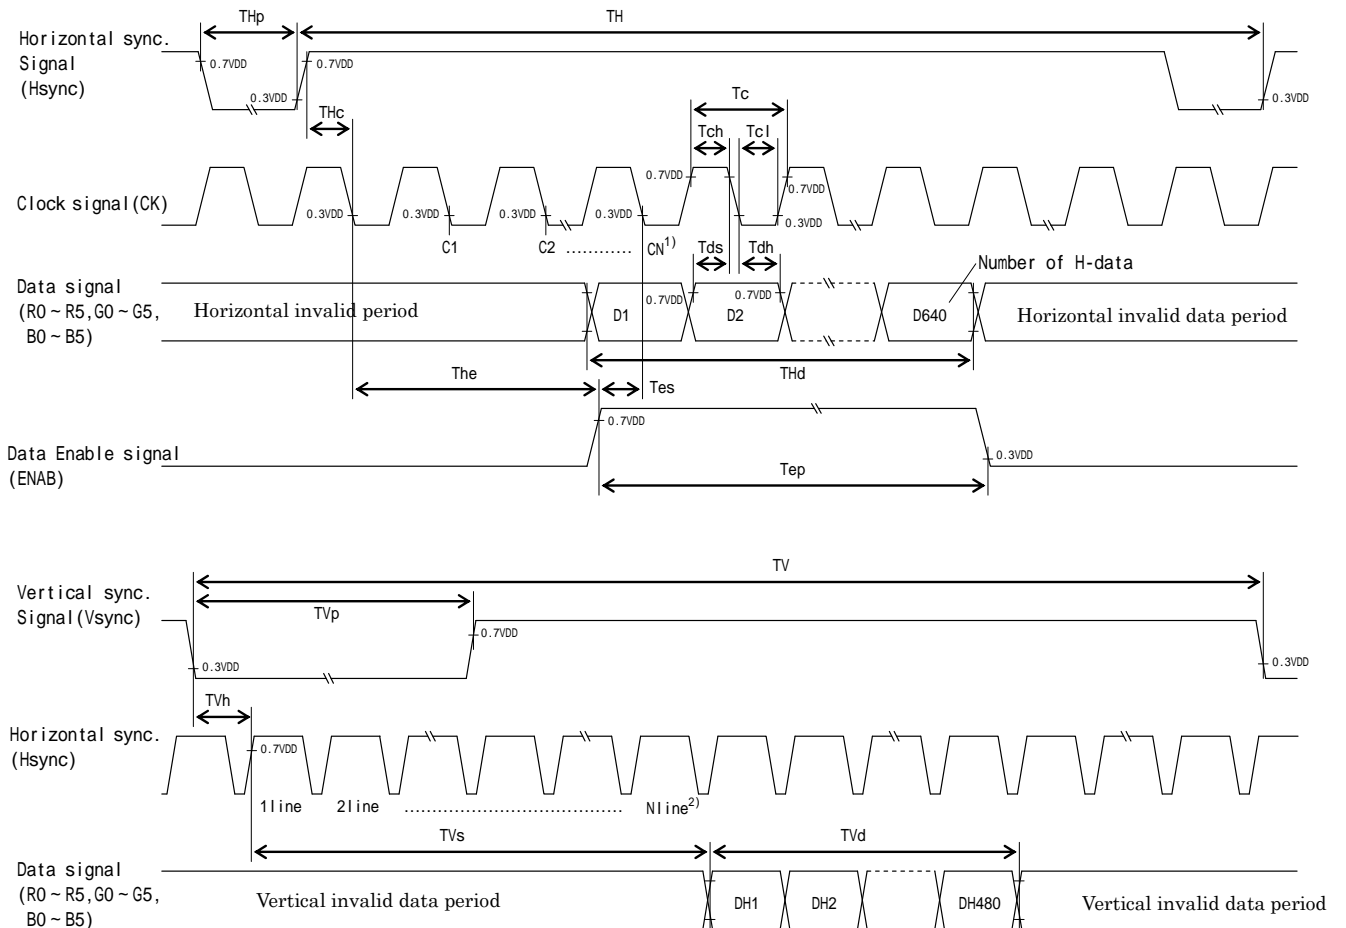 THp
TH
Horizontal sync.
Signal
(Hsync)
0.7VDD
0.7VDD
0.3VDD
0.3VDD
THc
Tc
Tch
Tcl
Clock signal(CK)
0.7VDD
0.7VDD
0.3VDD
0.3VDD
0.3VDD
0.3VDD
0.3VDD
C1
C2
............
CN1)
Tds
Tdh
Number of H-data
Data signal
(R0~R5,G0~G5,
B0~B5)
Horizontal invalid period
0.7VDD
0.7VDD
D1
D2
D640
Horizontal invalid data period
THd
The
Tes
0.7VDD
Data Enable signal
(ENAB)
0.3VDD
Tep
TV
Vertical sync.
Signal(Vsync)
TVp
0.7VDD
0.3VDD
0.3VDD
TVh
Horizontal sync.
(Hsync)
0.7VDD
1line
2line
......................................
Nline2)
TVs
TVd
Data signal
(R0~R5,G0~G5,
B0~B5)
Vertical invalid data period
DH1
DH2
DH480
Vertical invalid data period